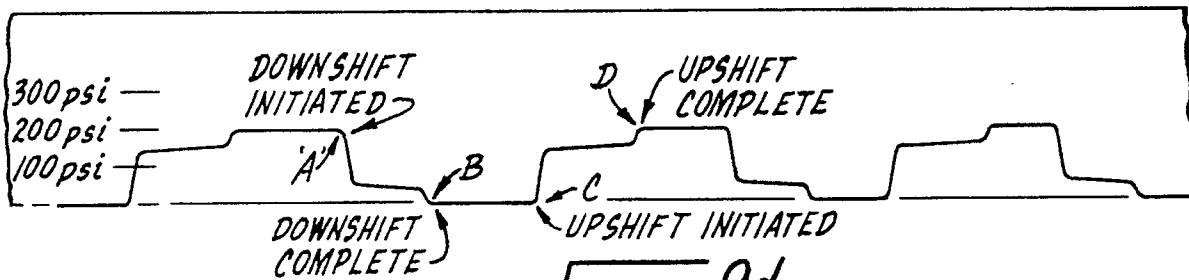 300psi
200psi
100psi
DOWNSHIFT
INITIATED
'A'
B
DOWNSHIFT
COMPLETE
D
UPSHIFT
COMPLETE
C
UPSHIFT INITIATED